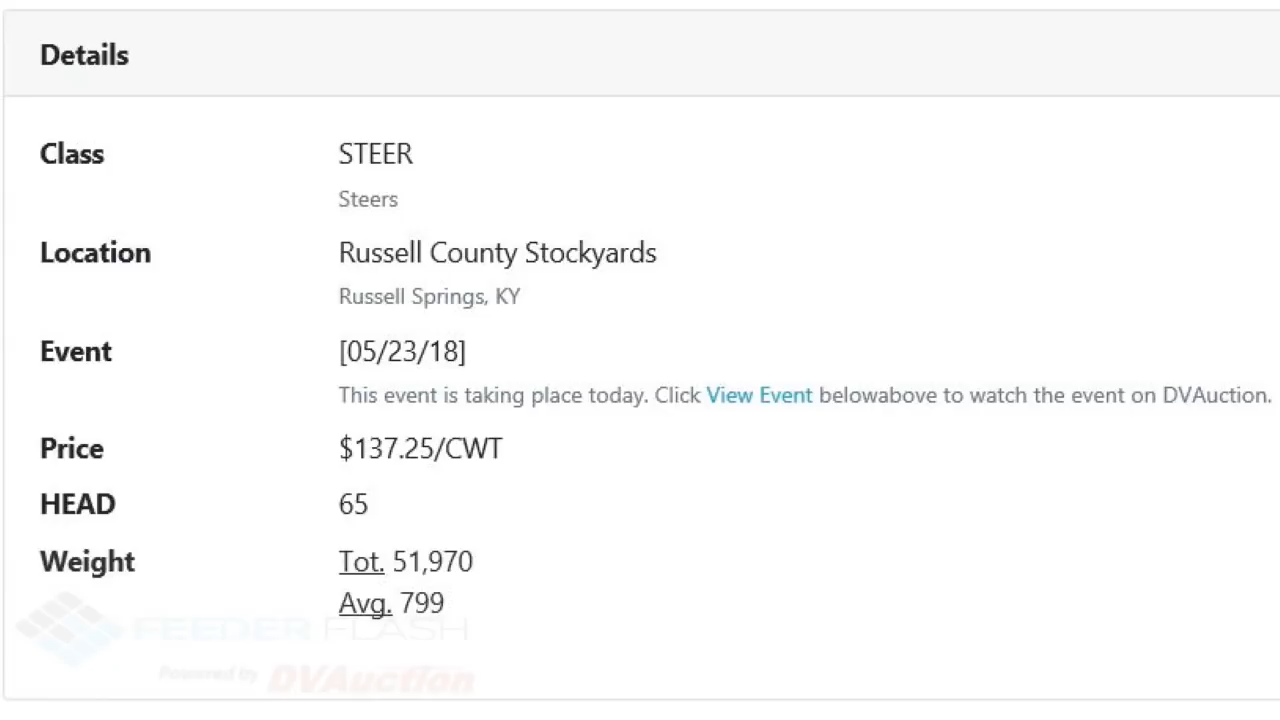 Details
Class STEER
Steers
Location Russell County Stockyards
Russell Springs, KY
Event [05/23/18]
This event is taking place today. Click View Event belowabove to watch the event on DVAuction.
Price $137.25/CWT
HEAD 65
Weight Tot. 51,970
Avg. 799
FEEDER FLASH
Powered by DVAuction